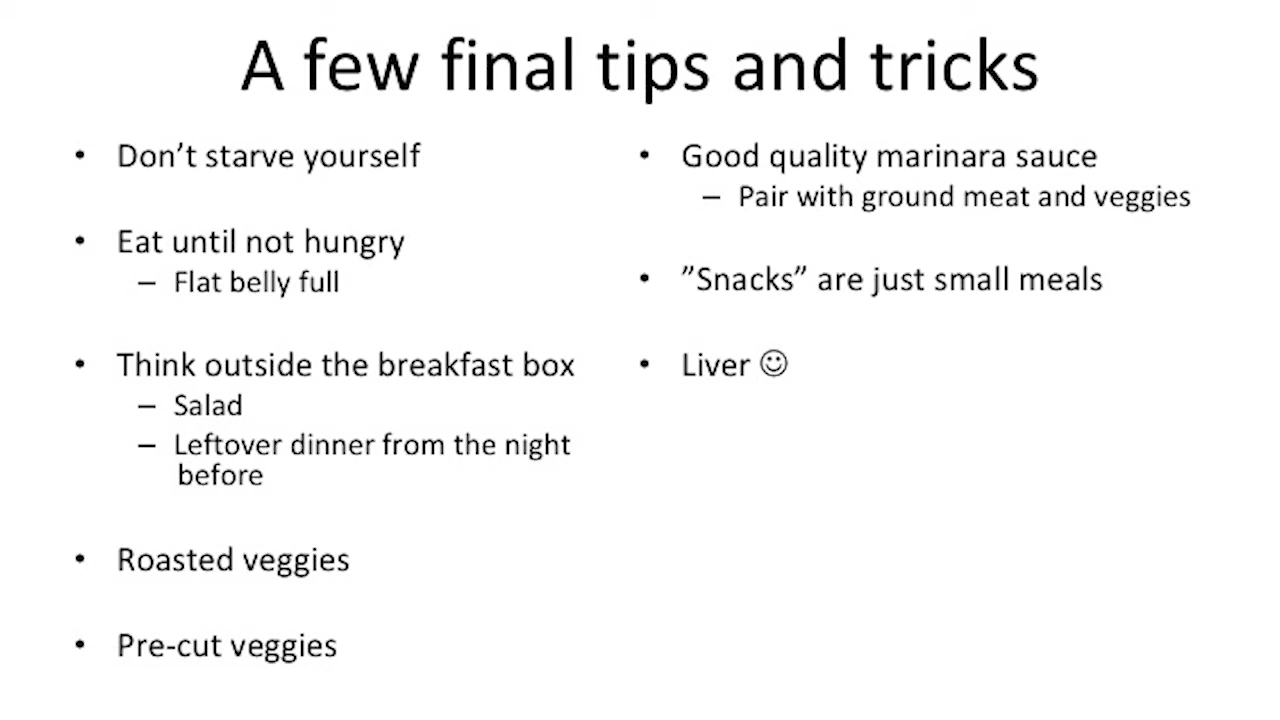 A few final tips and tricks
• Don’t starve yourself
• Eat until not hungry
– Flat belly full
• Think outside the breakfast box
– Salad
– Leftover dinner from the night
before
• Roasted veggies
• Pre-cut veggies
• Good quality marinara sauce
– Pair with ground meat and veggies
• ”Snacks” are just small meals
• Liver ☺